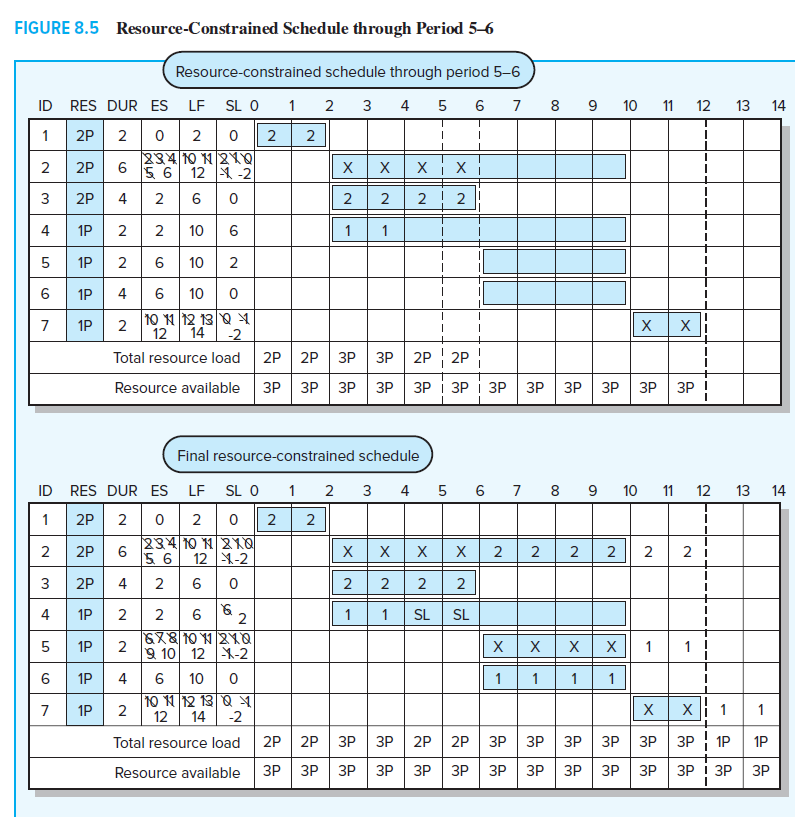 FIGURE 8.5 Resource-Constrained Schedule through Period 5–6
Resource-constrained schedule through period 5–6
ID RES DUR ES LF SL 0 1 2 3 4 5 6 7 8 9 10 11 12 13 14
1 2P 2 0 2 0 2 2
2 2P 6 2 3 4 10 11 2 1 0 X X X X
5 6 12 -1 -2
3 2P 4 2 6 0 2 2 2 2
4 1P 2 2 10 6 1 1
5 1P 2 6 10 2
6 1P 4 6 10 0
7 1P 2 10 11 12 13 0 -1 X X
12 14 -2
Total resource load 2P 2P 3P 3P 2P 2P
Resource available 3P 3P 3P 3P 3P 3P 3P 3P 3P 3P 3P 3P
Final resource-constrained schedule
ID RES DUR ES LF SL 0 1 2 3 4 5 6 7 8 9 10 11 12 13 14
1 2P 2 0 2 0 2 2
2 2P 6 2 3 4 10 11 2 1 0 X X X X 2 2 2 2 2 2
5 6 12 -1 -2
3 2P 4 2 6 0 2 2 2 2
4 1P 2 2 6 6 2 1 1 SL SL
5 1P 2 6 7 8 10 11 2 1 0 X X X X 1 1
9 10 12 -1 -2
6 1P 4 6 10 0 1 1 1 1
7 1P 2 10 11 12 13 0 -1 X X 1 1
12 14 -2
Total resource load 2P 2P 3P 3P 2P 2P 3P 3P 3P 3P 3P 3P 1P 1P
Resource available 3P 3P 3P 3P 3P 3P 3P 3P 3P 3P 3P 3P 3P 3P